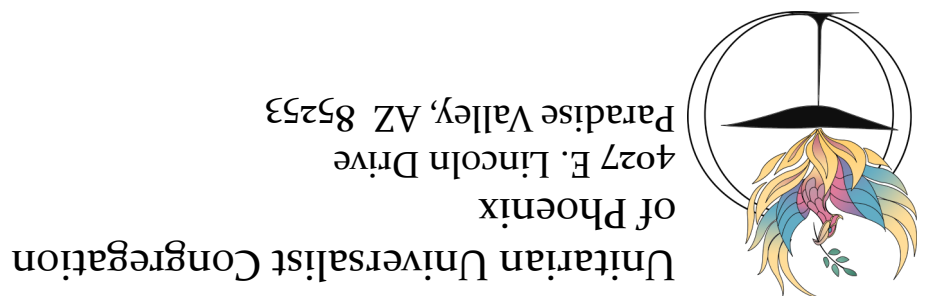 Unitarian Universalist Congregation
of Phoenix
4027 E. Lincoln Drive
Paradise Valley, AZ 85253